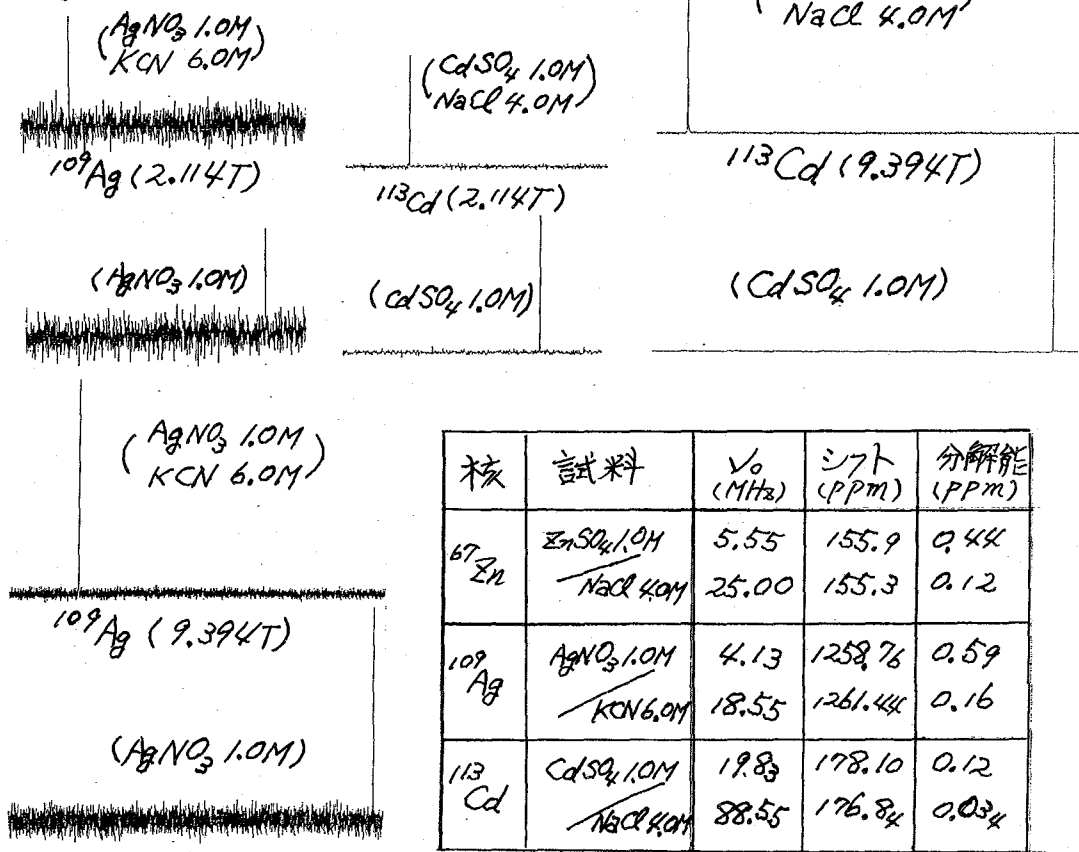 (AgNO₃ 1.0M
KCN 6.0M)
¹⁰⁹Ag (2.114T)
(AgNO₃ 1.0M)
(AgNO₃ 1.0M
KCN 6.0M)
¹⁰⁹Ag (9.394T)
(AgNO₃ 1.0M)
(CdSO₄ 1.0M
NaCl 4.0M)
¹¹³Cd (2.114T)
(CdSO₄ 1.0M)
NaCl 4.0M)
¹¹³Cd (9.394T)
(CdSO₄ 1.0M)
核 試料 ν₀ (MHz) シフト (PPM) 分解能 (PPM)
⁶⁷Zn ZnSO₄ 1.0M 5.55 155.9 0.44
NaCl 4.0M 25.00 155.3 0.12
¹⁰⁹Ag AgNO₃ 1.0M 4.13 1258.76 0.59
KCN 6.0M 18.55 1261.44 0.16
¹¹³Cd CdSO₄ 1.0M 19.83 178.10 0.12
NaCl 4.0M 88.55 176.84 0.034